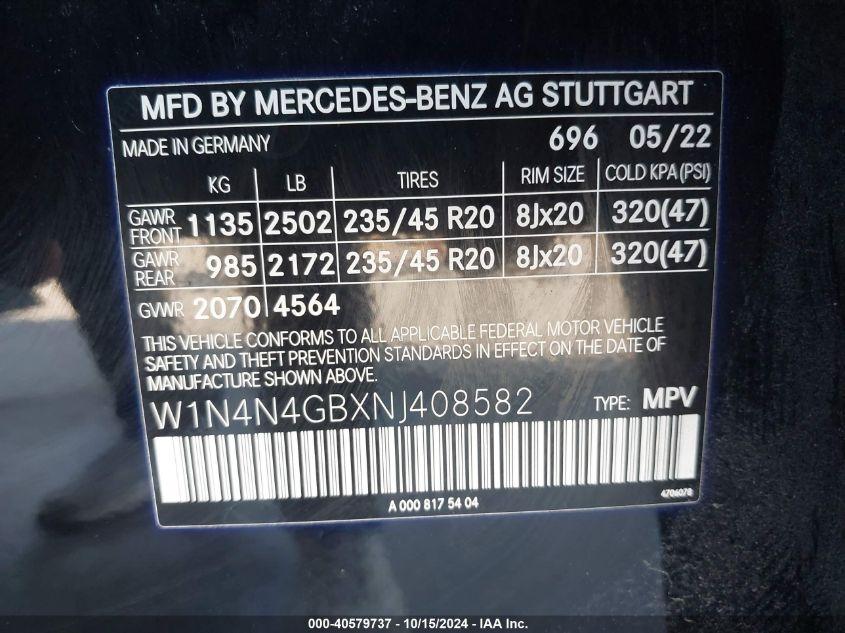 MFD BY MERCEDES-BENZ AG STUTTGART
MADE IN GERMANY 696 05/22
KG LB TIRES RIM SIZE COLD KPA (PSI)
GAWR FRONT 1135 2502 235/45 R20 8Jx20 320(47)
GAWR REAR 985 2172 235/45 R20 8Jx20 320(47)
GVWR 2070 4564
THIS VEHICLE CONFORMS TO ALL APPLICABLE FEDERAL MOTOR VEHICLE
SAFETY AND THEFT PREVENTION STANDARDS IN EFFECT ON THE DATE OF
MANUFACTURE SHOWN ABOVE.
W1N4N4GBXNJ408582 TYPE: MPV
A 000 817 54 04 4706078
000-40579737 - 10/15/2024 - IAA Inc.